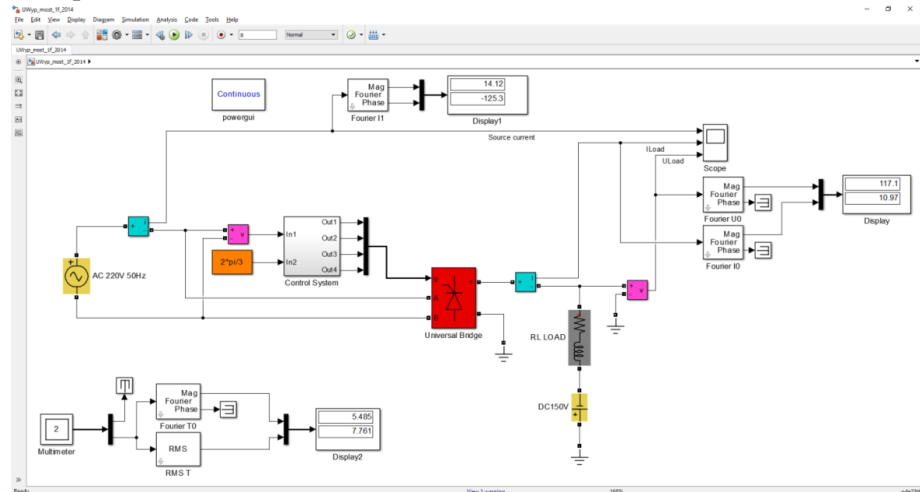 UWyp_most_1f_2014
File Edit View Display Diagram Simulation Analysis Code Tools Help
8
Normal
UWyp_most_1f_2014
UWyp_most_1f_2014
Continuous
powergui
Mag
Fourier
Phase
Fourier I1
14.12
-125.3
Display1
Source current
ILoad
ULoad
Scope
Mag
Fourier
Phase
Fourier U0
Mag
Fourier
Phase
Fourier I0
117.1
10.97
Display
+ i
-
+ v
-
In1
In2
Out1
Out2
Out3
Out4
Control System
2*pi/3
+
AC 220V 50Hz
g
A
B
+
-
Universal Bridge
+ i
-
+ v
-
RL LOAD
DC150V
+
2
Multimeter
Mag
Fourier
Phase
Fourier T0
RMS
RMS T
5.485
7.761
Display2
Ready
View 1 warning